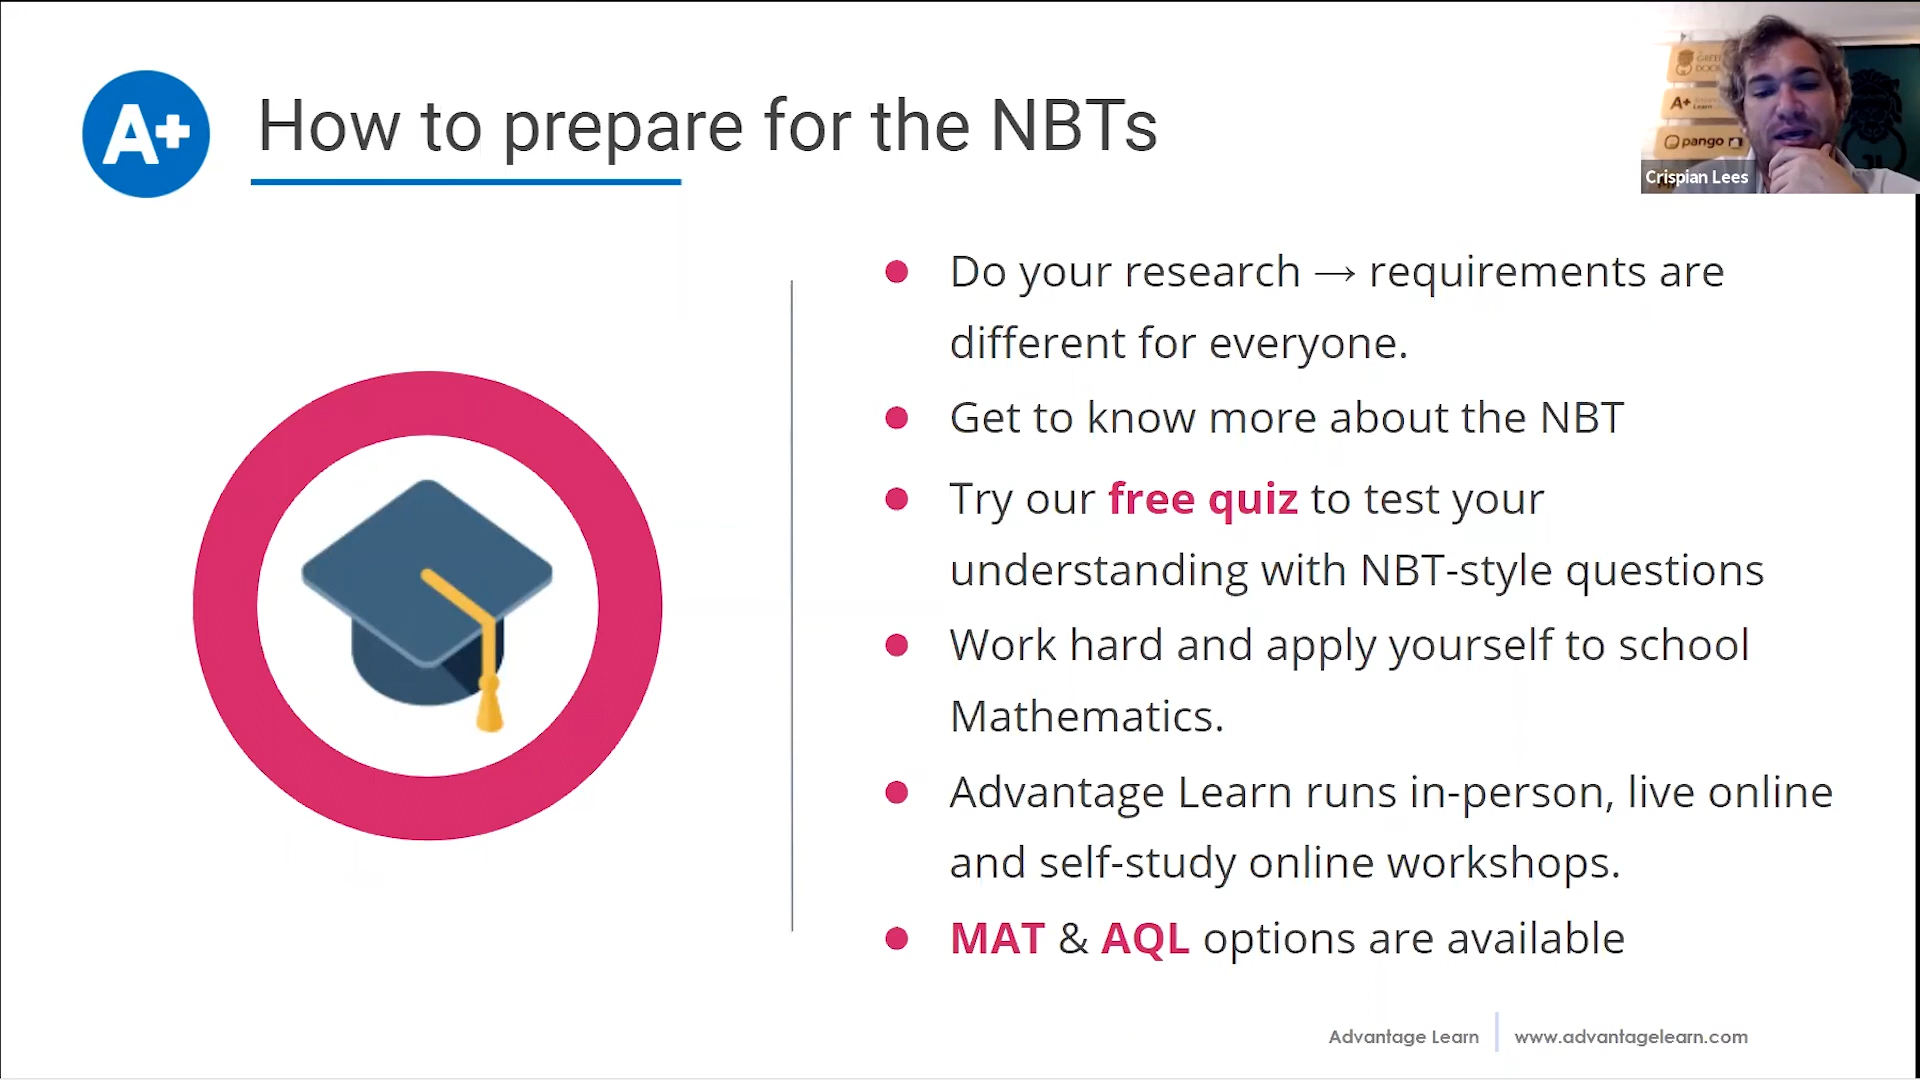 A+
How to prepare for the NBTs
A+
pango
Crispian Lees
Do your research → requirements are
different for everyone.
Get to know more about the NBT
Try our free quiz to test your
understanding with NBT-style questions
Work hard and apply yourself to school
Mathematics.
Advantage Learn runs in-person, live online
and self-study online workshops.
MAT & AQL options are available
Advantage Learn
www.advantagelearn.com